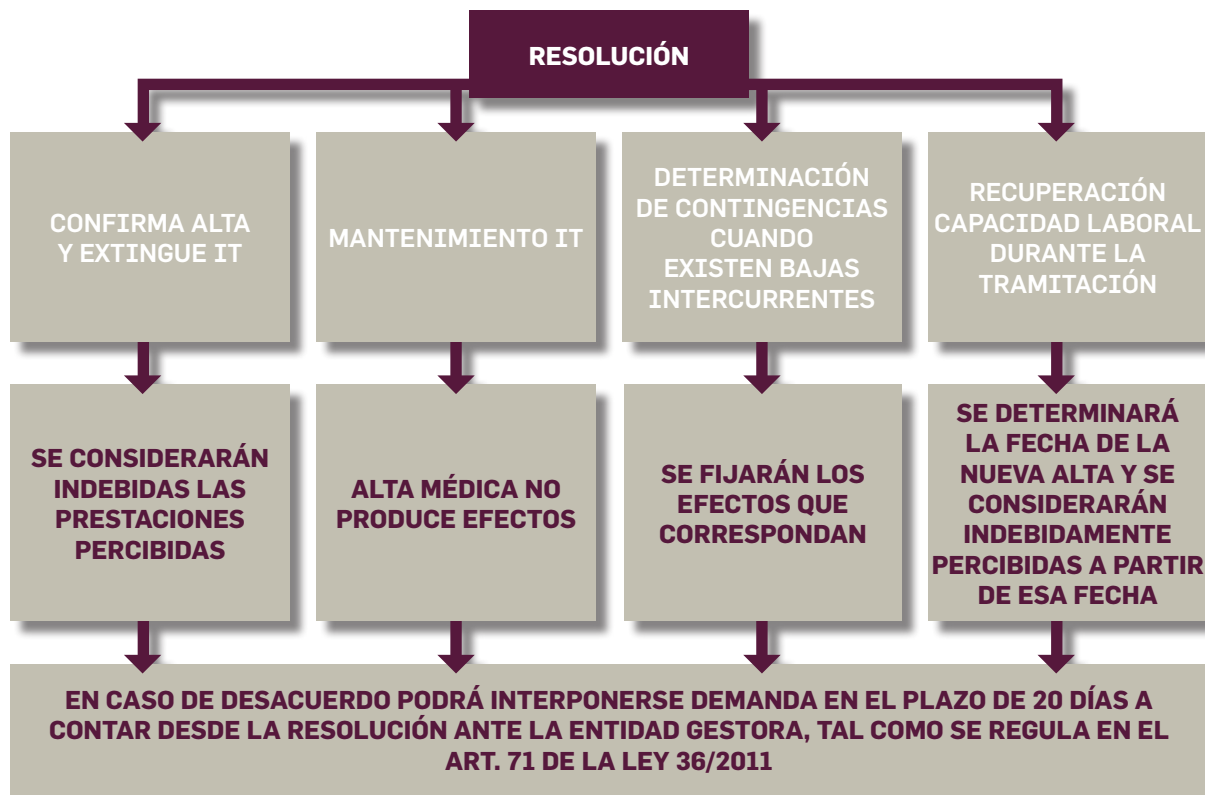 RESOLUCIÓN
CONFIRMA ALTA
Y EXTINGUE IT
MANTENIMIENTO IT
DETERMINACIÓN
DE CONTINGENCIAS
CUANDO
EXISTEN BAJAS
INTERCURRENTES
RECUPERACIÓN
CAPACIDAD LABORAL
DURANTE LA
TRAMITACIÓN
SE CONSIDERARÁN
INDEBIDAS LAS
PRESTACIONES
PERCIBIDAS
ALTA MÉDICA NO
PRODUCE EFECTOS
SE FIJARÁN LOS
EFECTOS QUE
CORRESPONDAN
SE DETERMINARÁ
LA FECHA DE LA
NUEVA ALTA Y SE
CONSIDERARÁN
INDEBIDAMENTE
PERCIBIDAS A PARTIR
DE ESA FECHA
EN CASO DE DESACUERDO PODRÁ INTERPONERSE DEMANDA EN EL PLAZO DE 20 DÍAS A
CONTAR DESDE LA RESOLUCIÓN ANTE LA ENTIDAD GESTORA, TAL COMO SE REGULA EN EL
ART. 71 DE LA LEY 36/2011